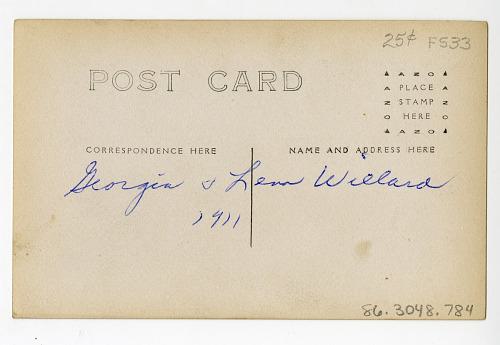 25¢ F533
POST CARD
AZO
PLACE
STAMP
HERE
AZO
CORRESPONDENCE HERE
NAME AND ADDRESS HERE
Georgia & Lena Willard
1911
86.3048.784